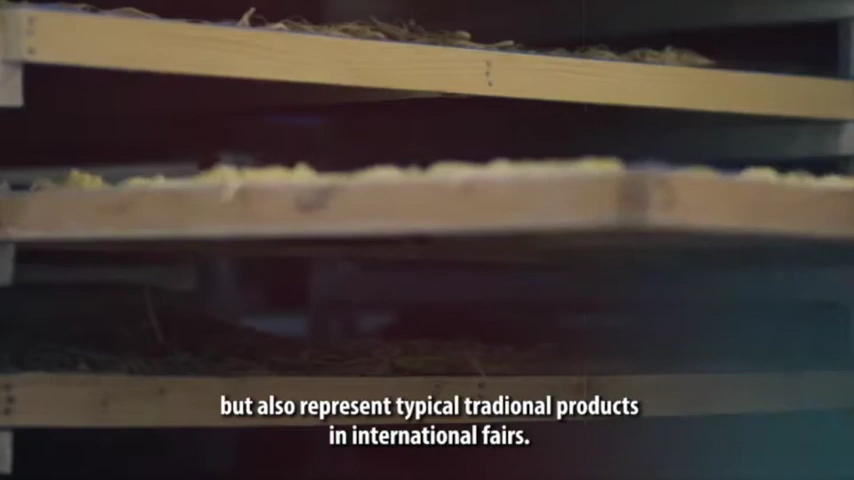 but also represent typical tradional products
in international fairs.